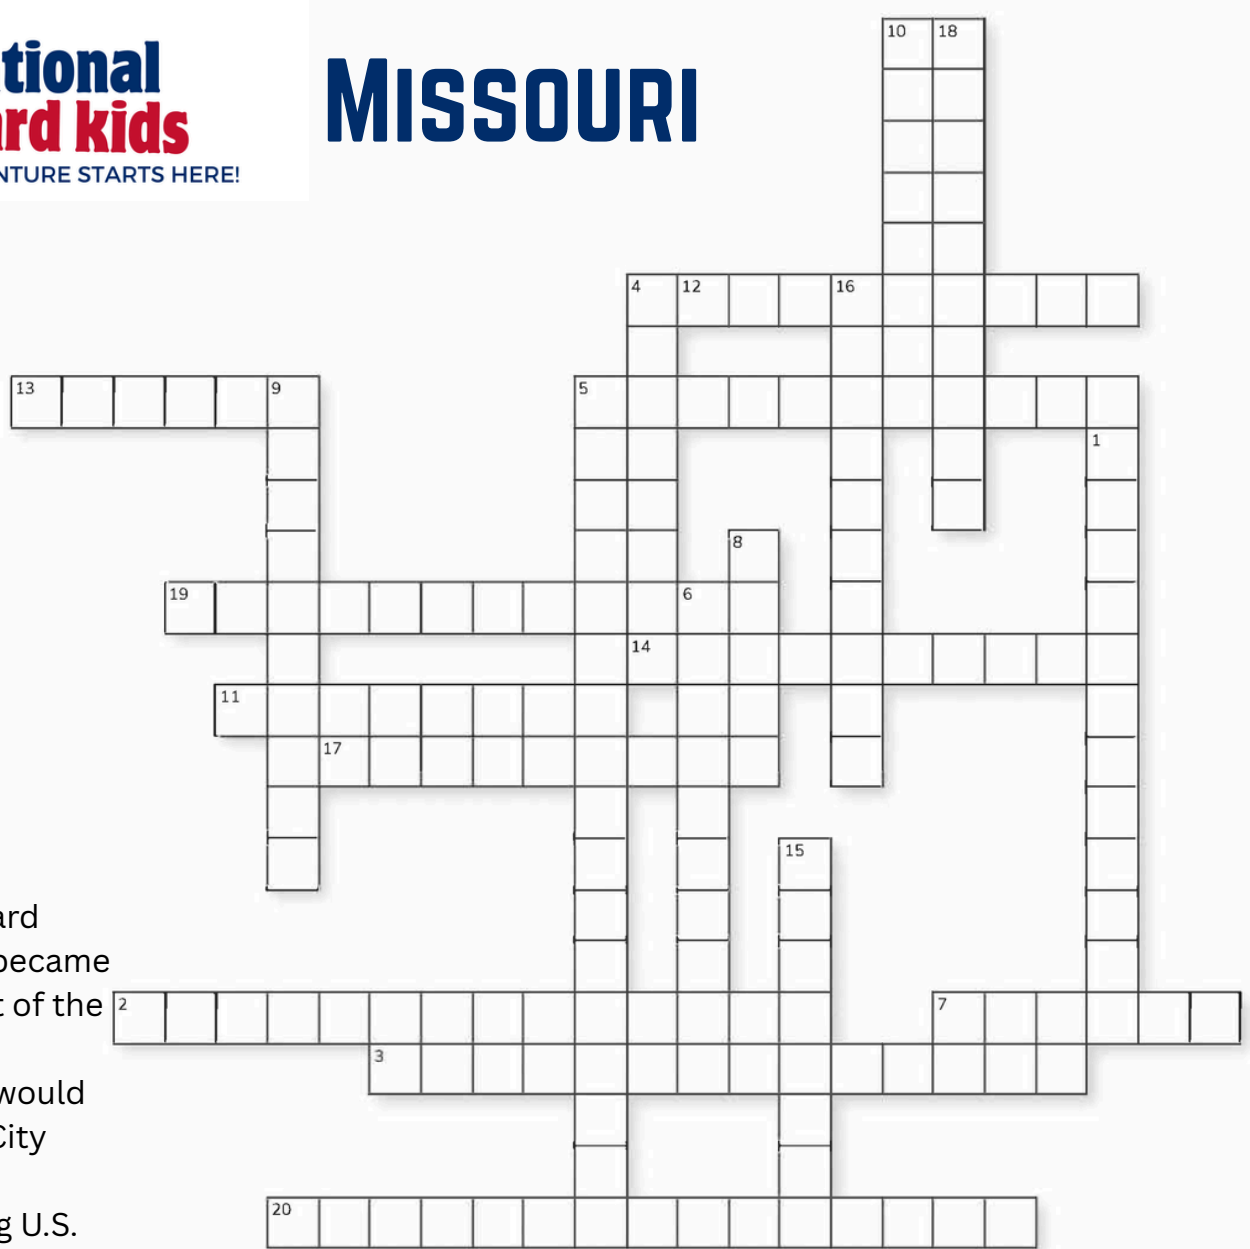 tional
ard kids
NTURE STARTS HERE!
MISSOURI
10 18
4 12 16
13 9 5
1
8
19 6
14
11
17
15
ard
became
t of the
2 7
3
would
City
20
g U.S.